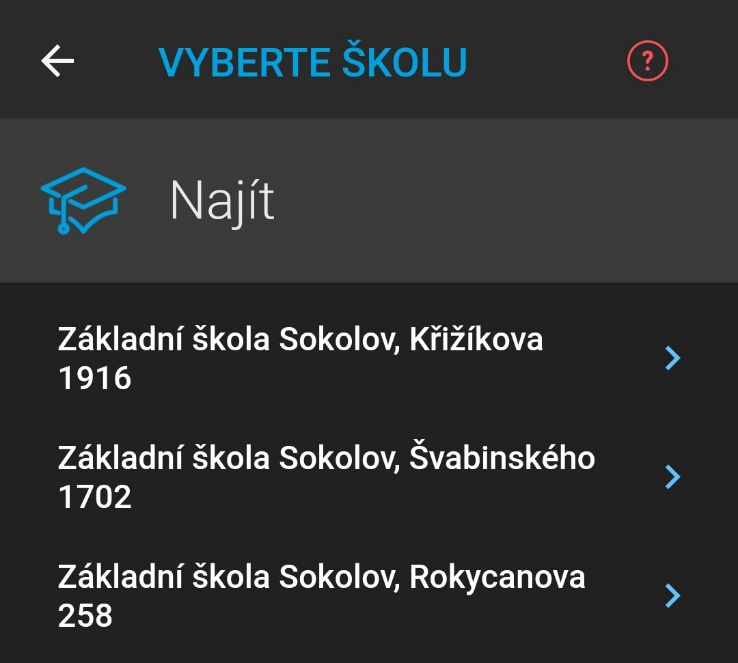 VYBERTE ŠKOLU
?
Najít
Základní škola Sokolov, Křižíkova
1916
Základní škola Sokolov, Švabinského
1702
Základní škola Sokolov, Rokycanova
258